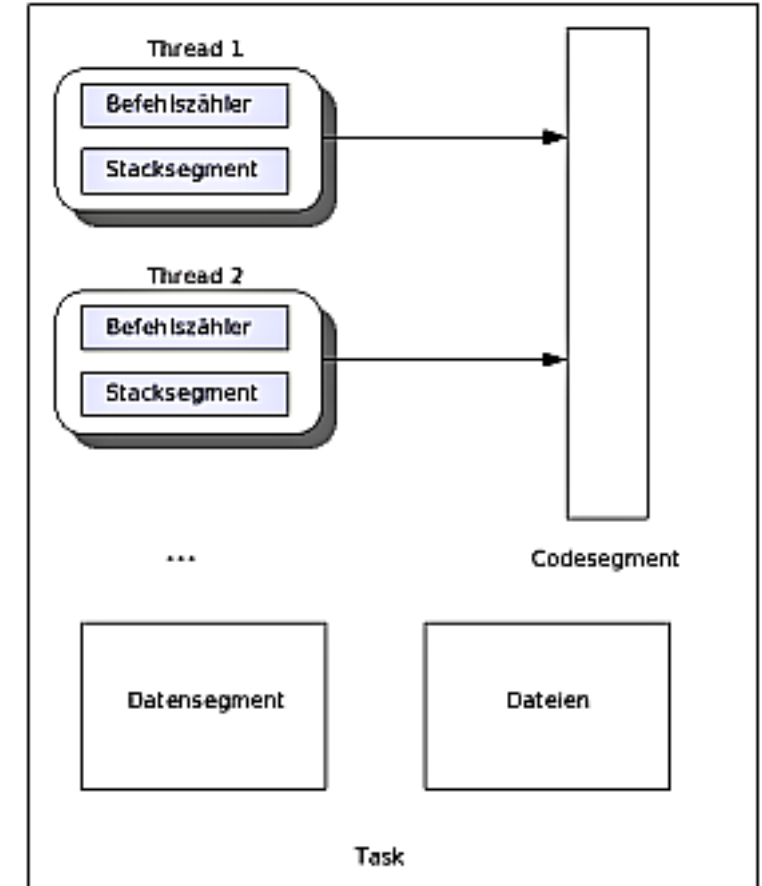 Thread 1
Befehlszähler
Stacksegment
Thread 2
Befehlszähler
Stacksegment
...
Codesegment
Datensegment
Dateien
Task